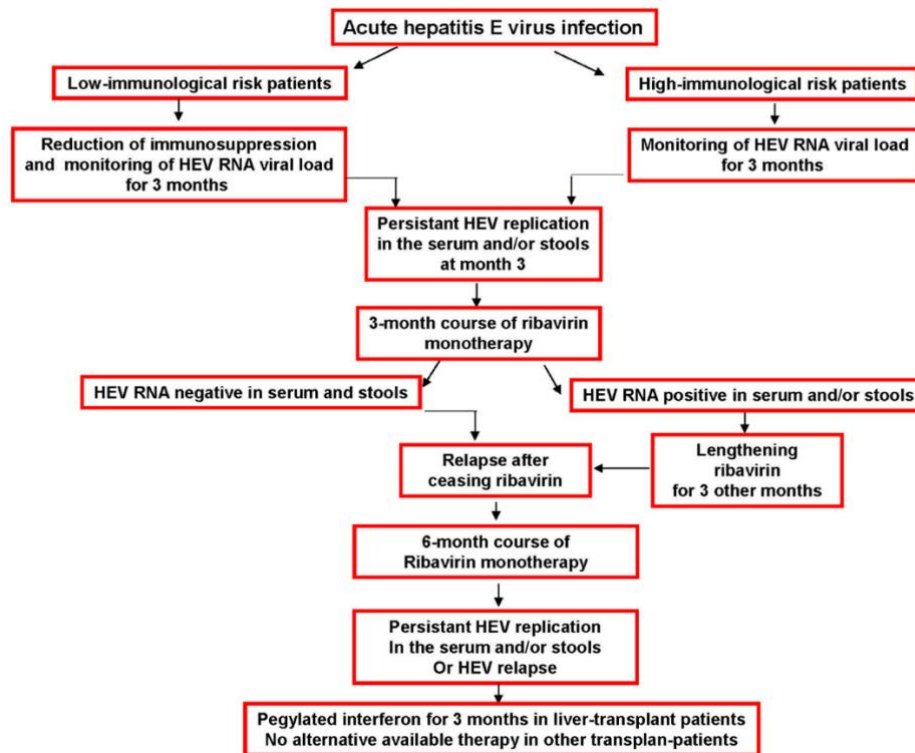 Acute hepatitis E virus infection
Low-immunological risk patients
High-immunological risk patients
Reduction of immunosuppression
and monitoring of HEV RNA viral load
for 3 months
Monitoring of HEV RNA viral load
for 3 months
Persistant HEV replication
in the serum and/or stools
at month 3
3-month course of ribavirin
monotherapy
HEV RNA negative in serum and stools
HEV RNA positive in serum and/or stools
Relapse after
ceasing ribavirin
Lengthening
ribavirin
for 3 other months
6-month course of
Ribavirin monotherapy
Persistant HEV replication
In the serum and/or stools
Or HEV relapse
Pegylated interferon for 3 months in liver-transplant patients
No alternative available therapy in other transplan-patients